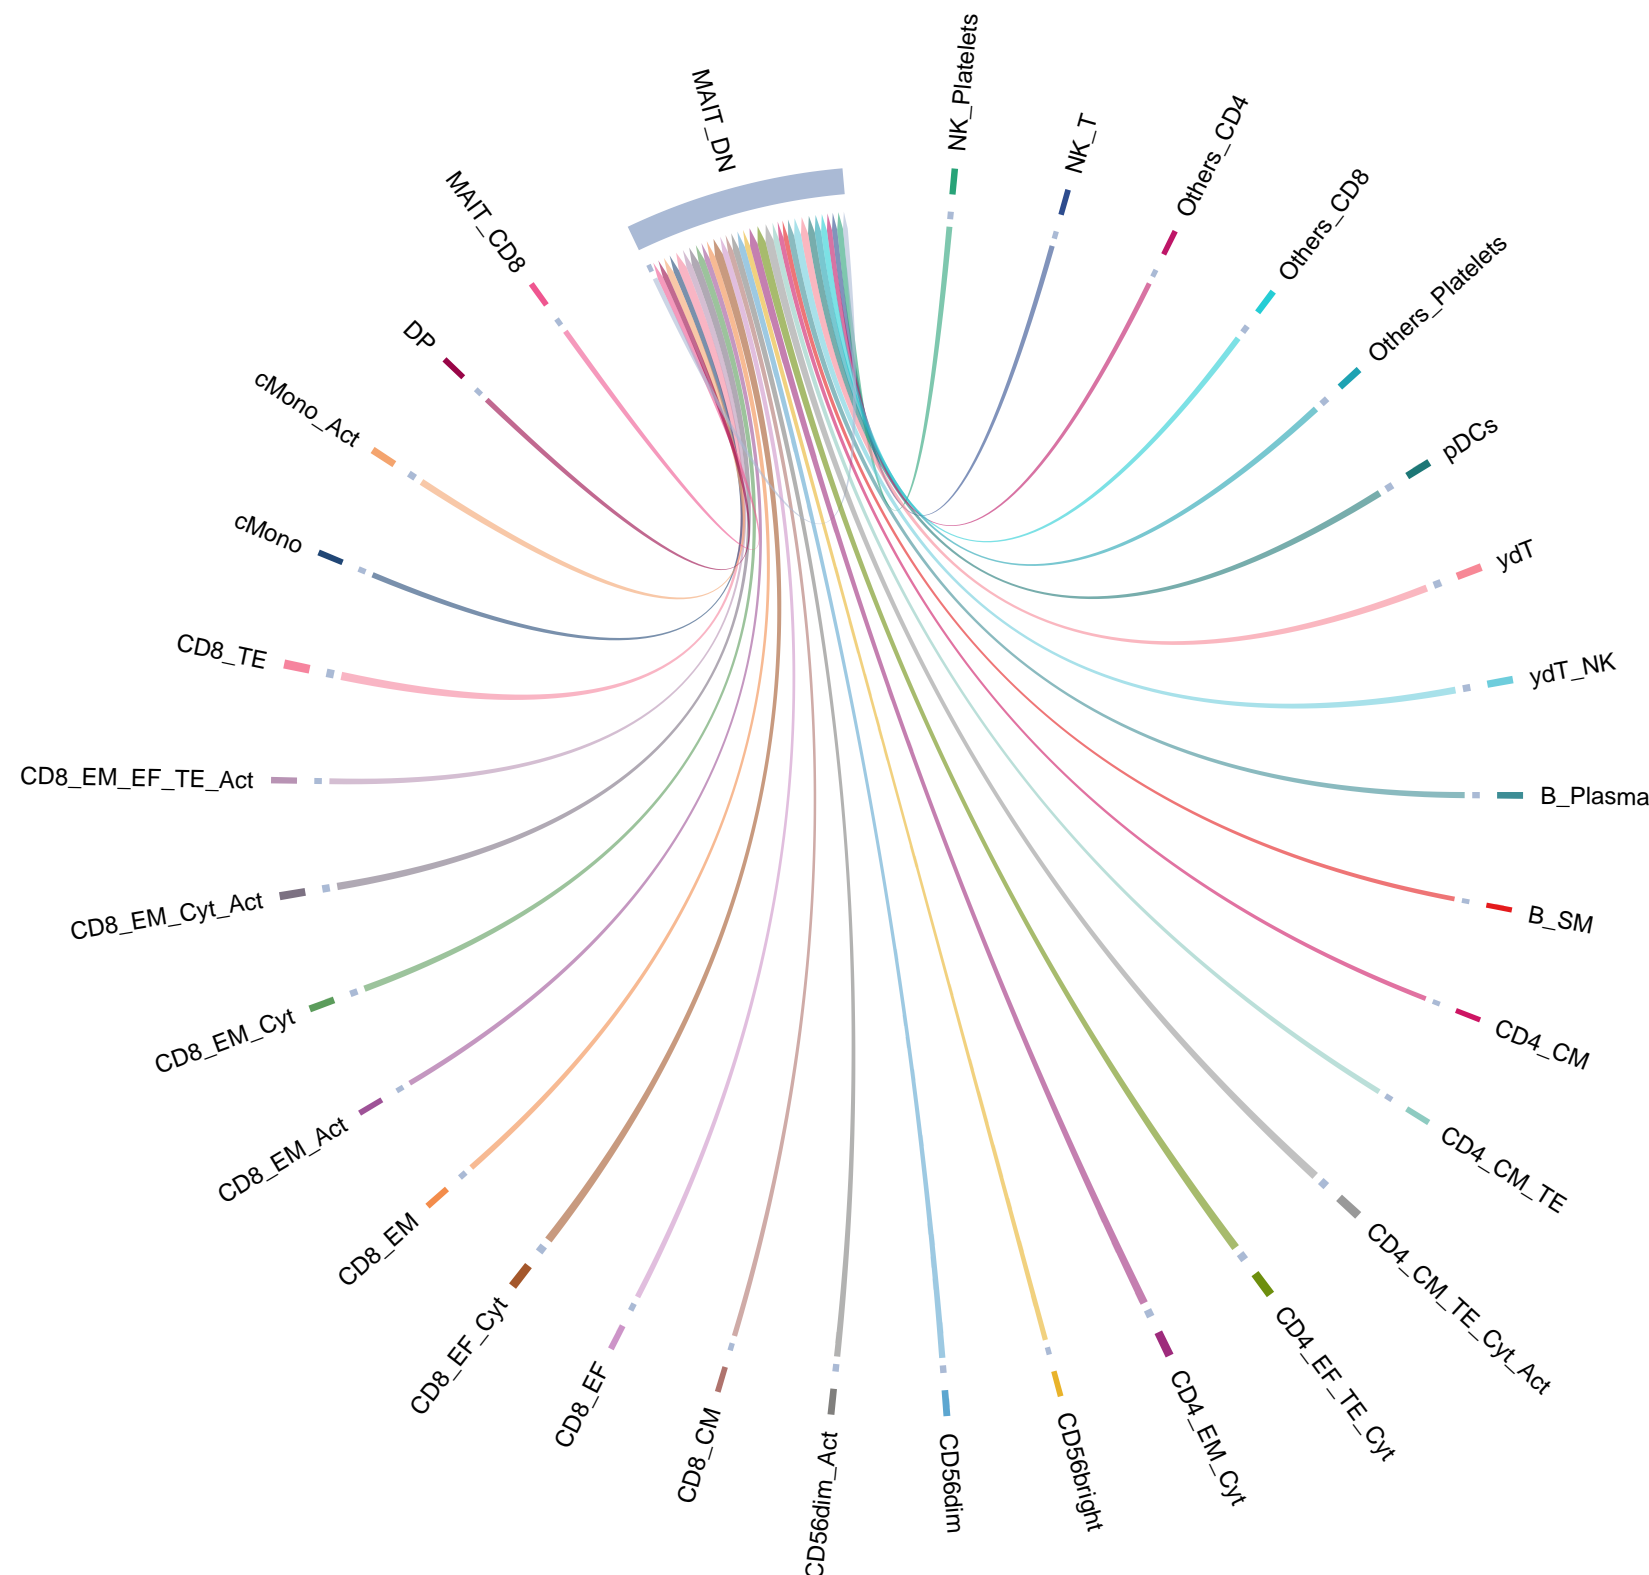 MAIT_DN
NK_Platelets
NK_T
Others_CD4
Others_CD8
Others_Platelets
pDCs
ydT
ydT_NK
B_Plasma
B_SM
CD4_CM
CD4_CM_TE
CD4_CM_TE_Cyt_Act
CD4_EF_TE_Cyt
CD4_EM_Cyt
CD56bright
CD56dim
CD56dim_Act
CD8_CM
CD8_EF
CD8_EF_Cyt
CD8_EM
CD8_EM_Act
CD8_EM_Cyt
CD8_EM_Cyt_Act
CD8_EM_EF_TE_Act
CD8_TE
cMono
cMono_Act
DP
MAIT_CD8